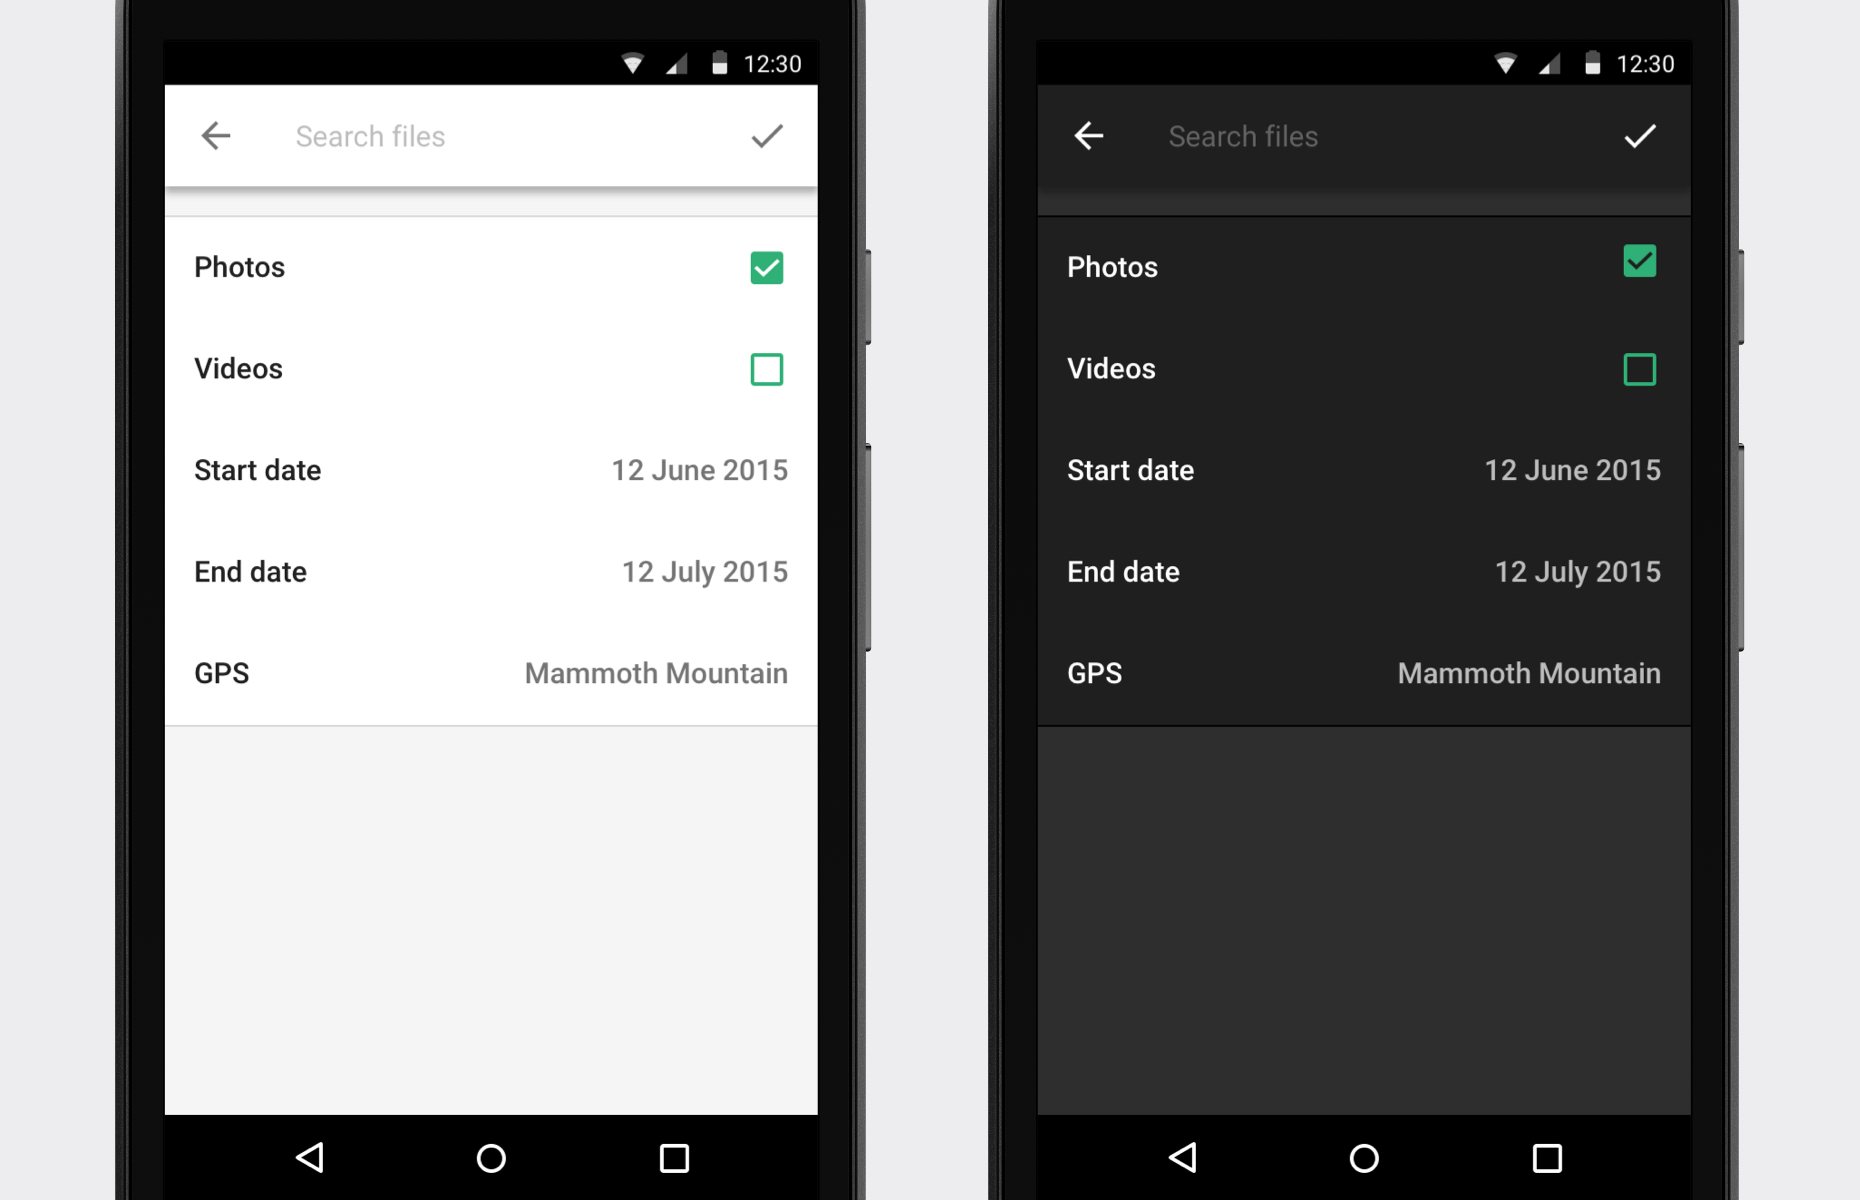 12:30
Search files
Photos
Videos
Start date 12 June 2015
End date 12 July 2015
GPS Mammoth Mountain
12:30
Search files
Photos
Videos
Start date 12 June 2015
End date 12 July 2015
GPS Mammoth Mountain